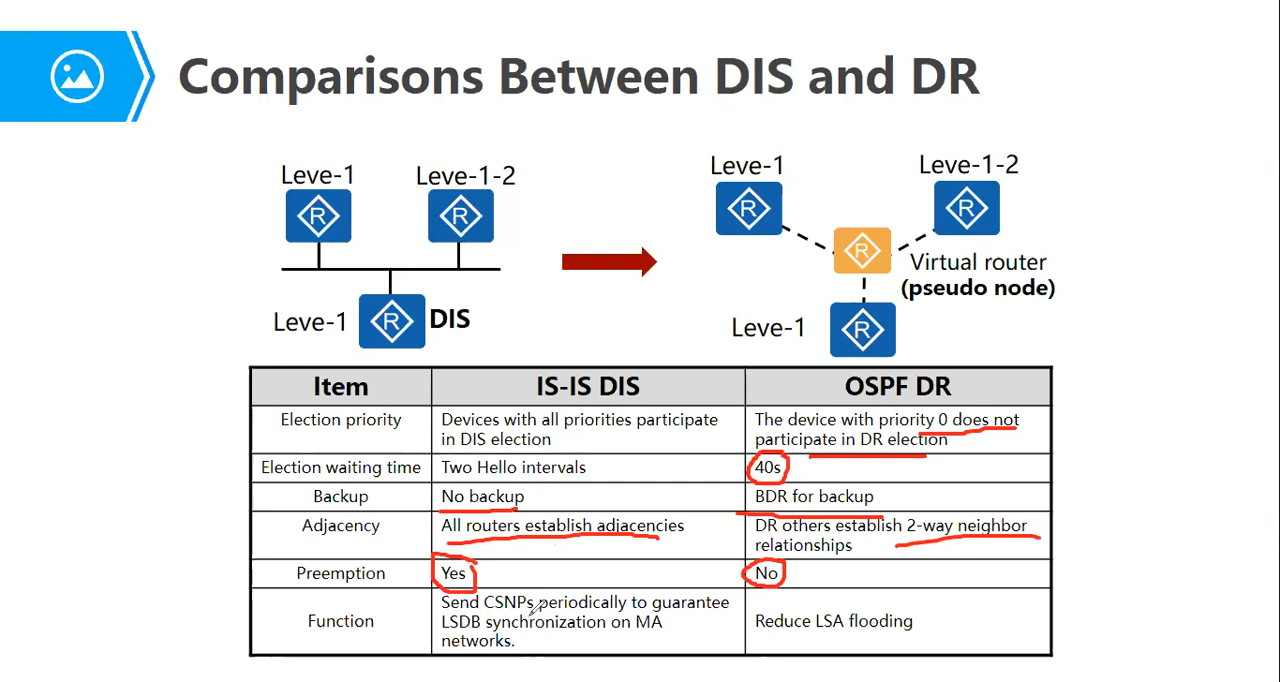 Comparisons Between DIS and DR
Leve-1
Leve-1-2
R
R
Leve-1
R
DIS
Leve-1
Leve-1-2
R
R
R
Virtual router
(pseudo node)
Leve-1
R
Item
IS-IS DIS
OSPF DR
Election priority
Devices with all priorities participate
in DIS election
The device with priority 0 does not
participate in DR election
Election waiting time
Two Hello intervals
40s
Backup
No backup
BDR for backup
Adjacency
All routers establish adjacencies
DR others establish 2-way neighbor
relationships
Preemption
Yes
No
Function
Send CSNPs periodically to guarantee
LSDB synchronization on MA
networks.
Reduce LSA flooding